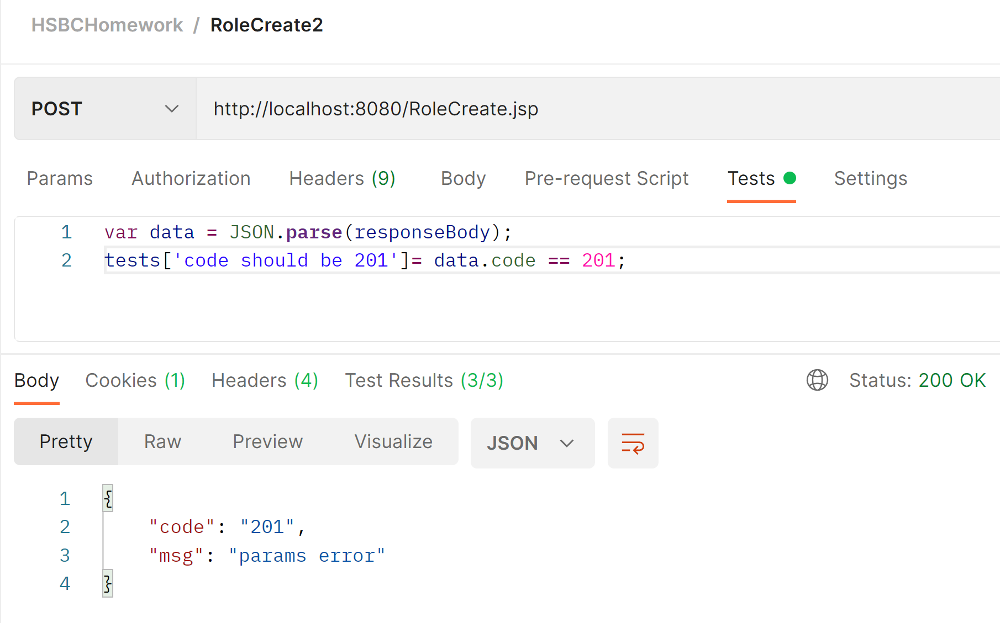 HSBCHomework / RoleCreate2
POST http://localhost:8080/RoleCreate.jsp
Params Authorization Headers (9) Body Pre-request Script Tests Settings
1 var data = JSON.parse(responseBody);
2 tests['code should be 201']= data.code == 201;
Body Cookies (1) Headers (4) Test Results (3/3) Status: 200 OK
Pretty Raw Preview Visualize JSON
1 {
2 "code": "201",
3 "msg": "params error"
4 }